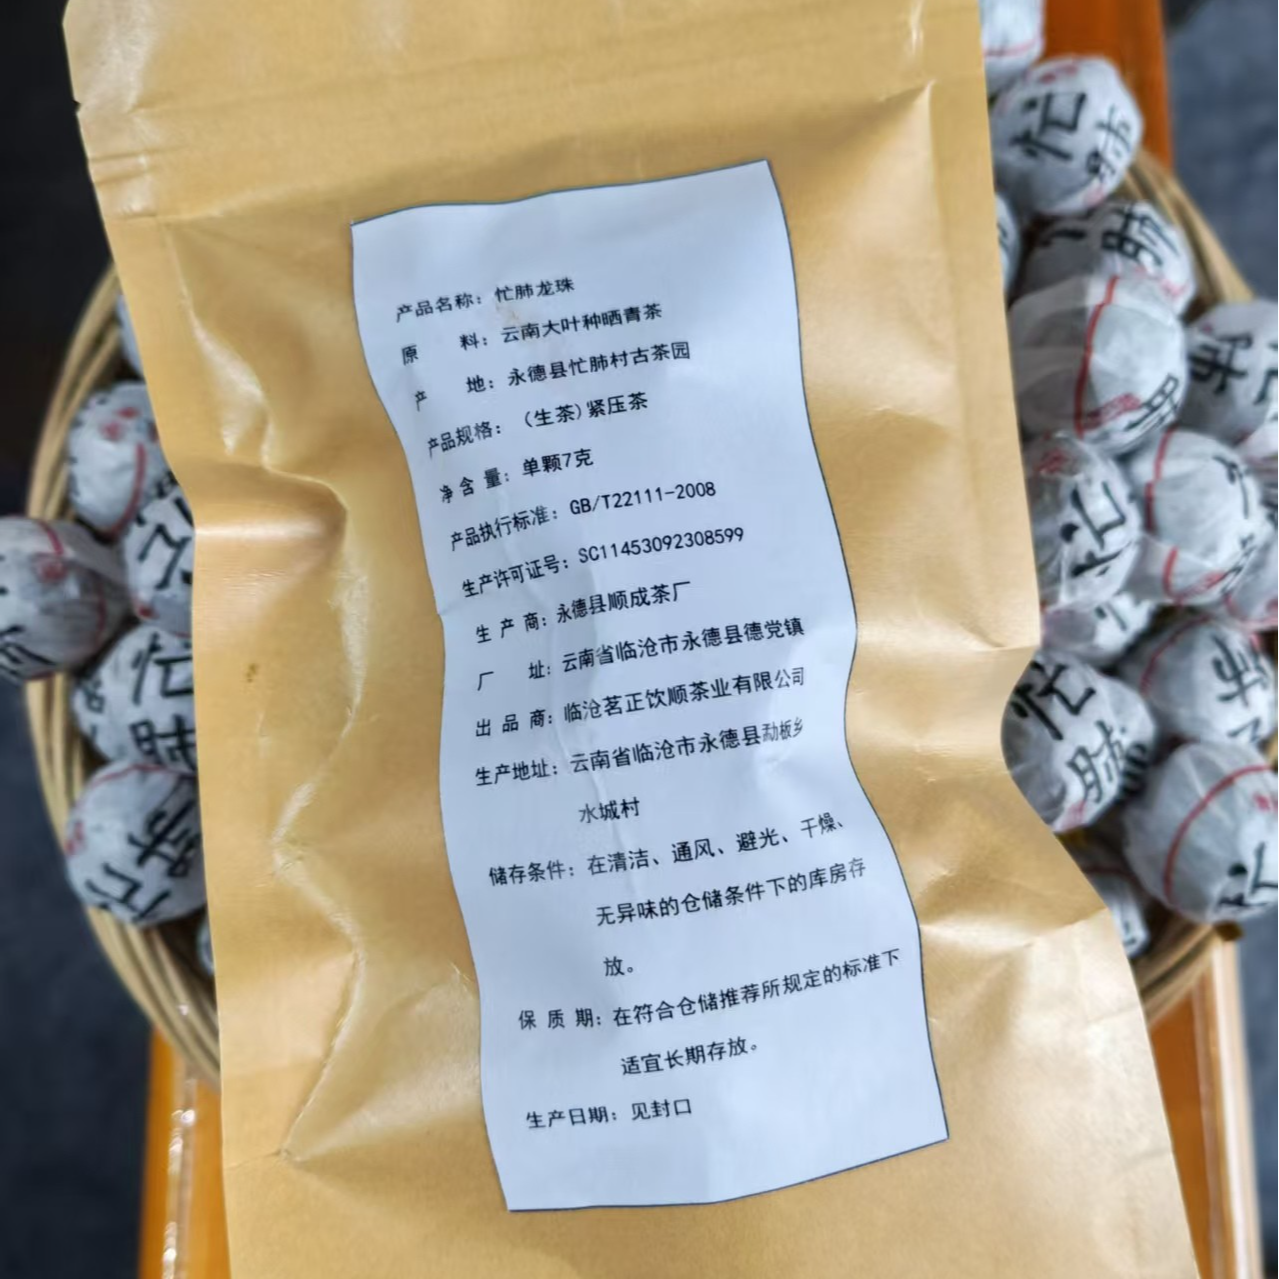 产品名称：忙肺龙珠
原　料：云南大叶种晒青茶
产　地：永德县忙肺村古茶园
产品规格：（生茶）紧压茶
净含量：单颗7克
产品执行标准：GB/T22111-2008
生产许可证号：SC11453092308599
生产商：永德县顺成茶厂
厂　址：云南省临沧市永德县德党镇
出品商：临沧茗正饮顺茶业有限公司
生产地址：云南省临沧市永德县勐板乡
水城村
储存条件：在清洁、通风、避光、干燥、
无异味的仓储条件下的库房存
放。
保质期：在符合仓储推荐所规定的标准下
适宜长期存放。
生产日期：见封口
忙肺
忙
忙肺
忙肺